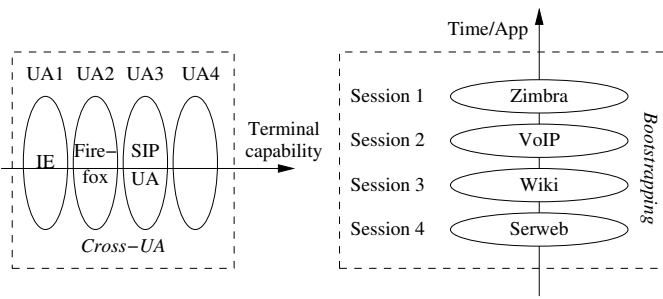 Time/App
UA1 UA2 UA3 UA4
Session 1 Zimbra
Terminal
capability
Session 2 VoIP
IE
Fire−
fox
SIP
UA
Session 3 Wiki
Session 4 Serweb
Cross−UA
Bootstrapping